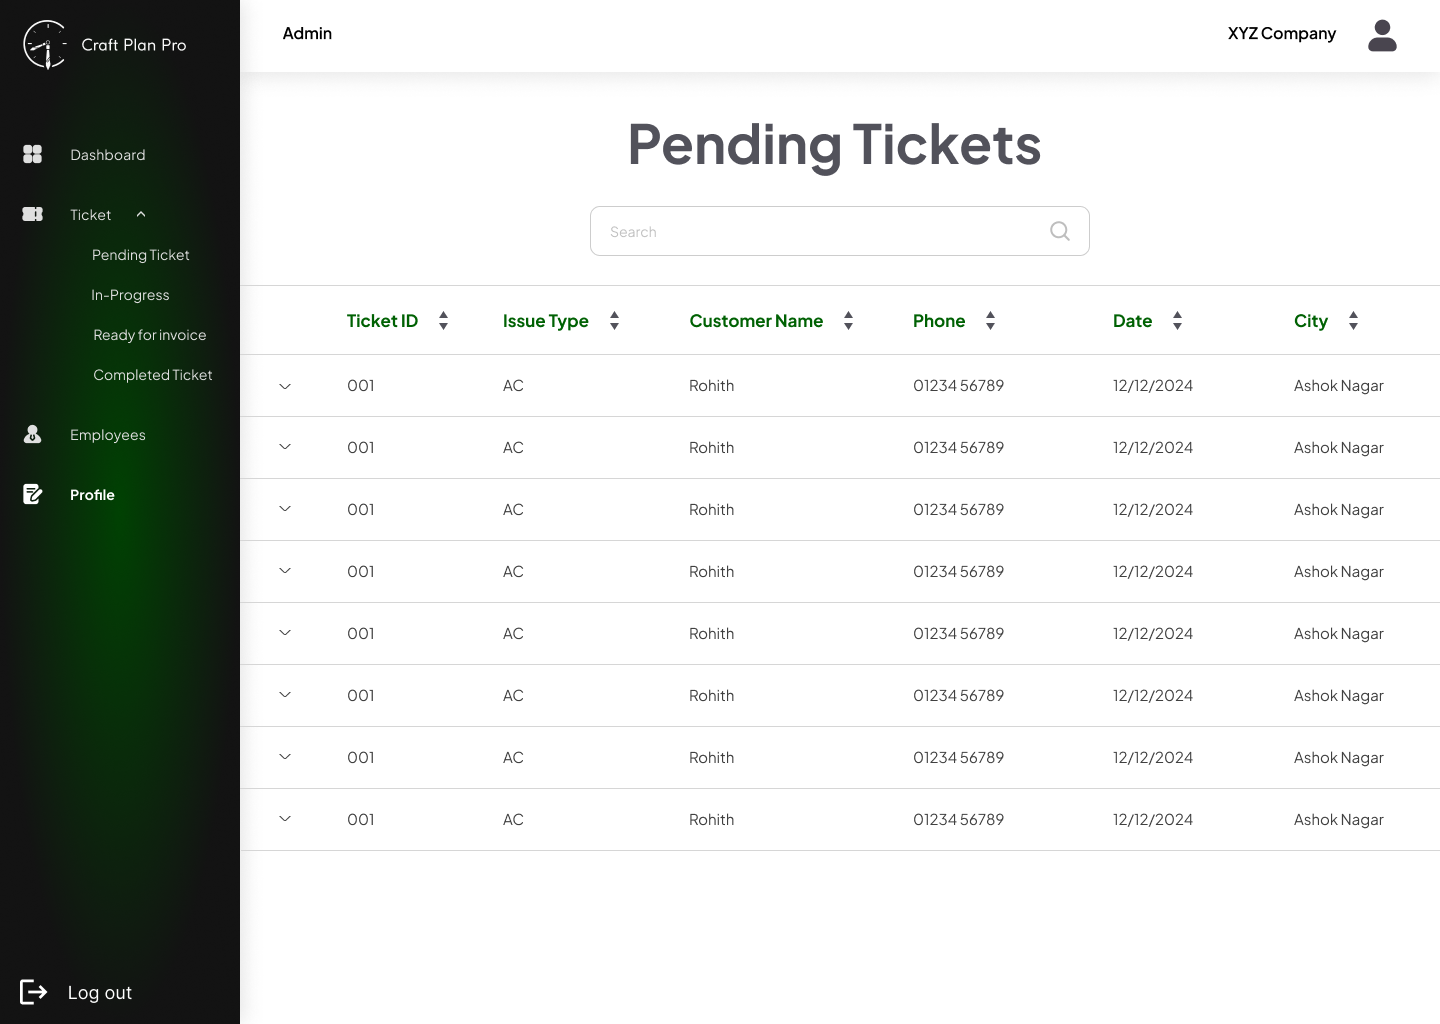 Craft Plan Pro
Dashboard
Ticket
Pending Ticket
In-Progress
Ready for invoice
Completed Ticket
Employees
Profile
Log out
Admin
XYZ Company
Pending Tickets
Search
Ticket ID Issue Type Customer Name Phone Date City
001 AC Rohith 01234 56789 12/12/2024 Ashok Nagar
001 AC Rohith 01234 56789 12/12/2024 Ashok Nagar
001 AC Rohith 01234 56789 12/12/2024 Ashok Nagar
001 AC Rohith 01234 56789 12/12/2024 Ashok Nagar
001 AC Rohith 01234 56789 12/12/2024 Ashok Nagar
001 AC Rohith 01234 56789 12/12/2024 Ashok Nagar
001 AC Rohith 01234 56789 12/12/2024 Ashok Nagar
001 AC Rohith 01234 56789 12/12/2024 Ashok Nagar